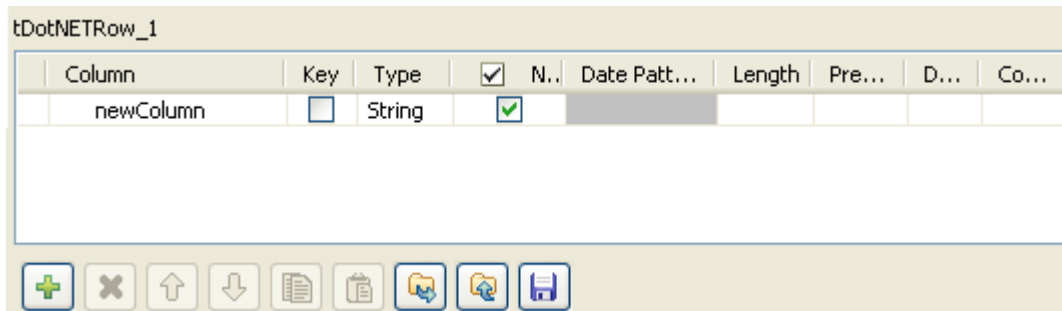 tDotNETRow_1
Column Key Type N.. Date Patt... Length Pre... D... Co...
newColumn String